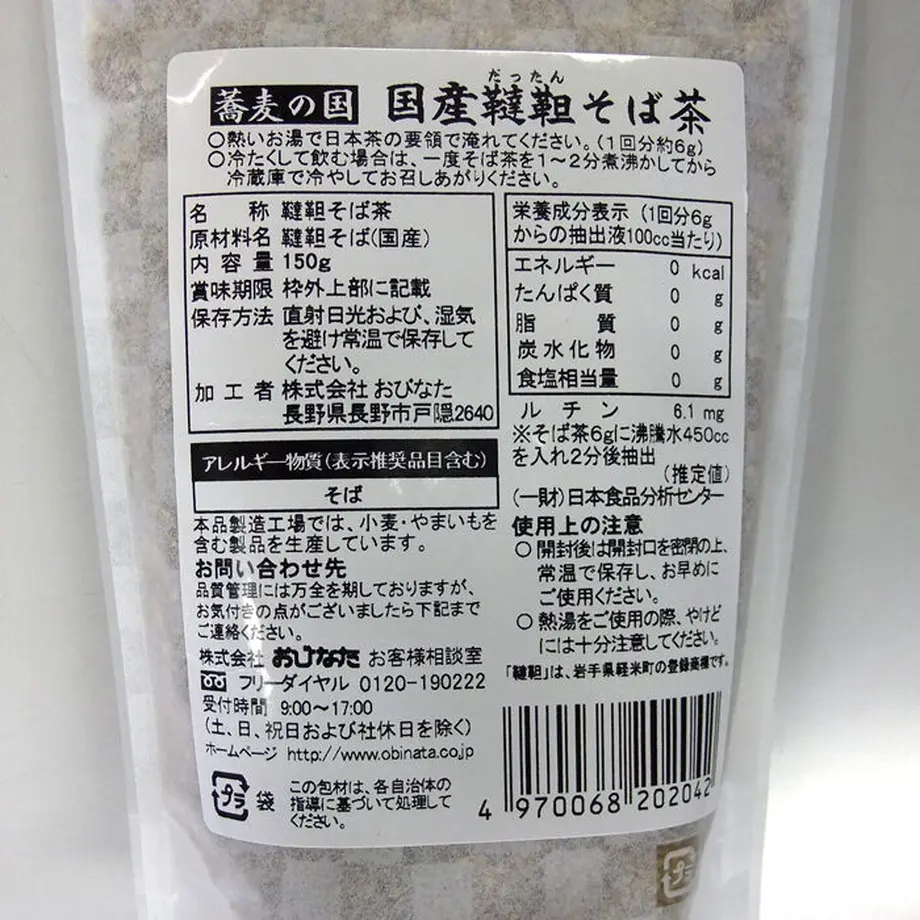 だったん
蕎麦の国 国産韃靼そば茶
○熱いお湯で日本茶の要領で淹れてください。(1回分約6g)
○冷たくして飲む場合は、一度そば茶を1～2分煮沸かしてから
冷蔵庫で冷やしてお召しあがりください。
名称 韃靼そば茶
原材料名 韃靼そば(国産)
内容量 150g
賞味期限 枠外上部に記載
保存方法 直射日光および、湿気
を避け常温で保存して
ください。
加工者 株式会社 おびなた
長野県長野市戸隠2640
アレルギー物質(表示推奨品目含む)
そば
本品製造工場では、小麦・やまいもを
含む製品を生産しています。
お問い合わせ先
品質管理には万全を期しておりますが、
お気付きの点がございましたら下記まで
ご連絡ください。
株式会社 おびなた お客様相談室
フリーダイヤル 0120-190222
受付時間 9:00～17:00
(土、日、祝日および社休日を除く)
ホームページ http://www.obinata.co.jp
プラ 袋 この包材は、各自治体の
指導に基づいて処理して
ください。
栄養成分表示 (1回分6g
からの抽出液100cc当たり)
エネルギー 0 kcal
たんぱく質 0 g
脂質 0 g
炭水化物 0 g
食塩相当量 0 g
ルチン 6.1 mg
※そば茶6gに沸騰水450cc
を入れ2分後抽出
(推定値)
(一財)日本食品分析センター
使用上の注意
○開封後は開封口を密閉の上、
常温で保存し、お早めに
ご使用ください。
○熱湯をご使用の際、やけど
には十分注意してください。
「韃靼」は、岩手県軽米町の登録商標です。
4 970068 202042
プラ